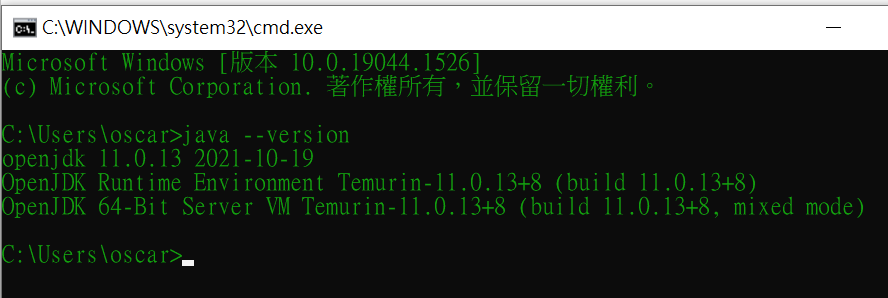 C:\WINDOWS\system32\cmd.exe
Microsoft Windows [版本 10.0.19044.1526]
(c) Microsoft Corporation. 著作權所有，並保留一切權利。
C:\Users\oscar>java --version
openjdk 11.0.13 2021-10-19
OpenJDK Runtime Environment Temurin-11.0.13+8 (build 11.0.13+8)
OpenJDK 64-Bit Server VM Temurin-11.0.13+8 (build 11.0.13+8, mixed mode)
C:\Users\oscar>